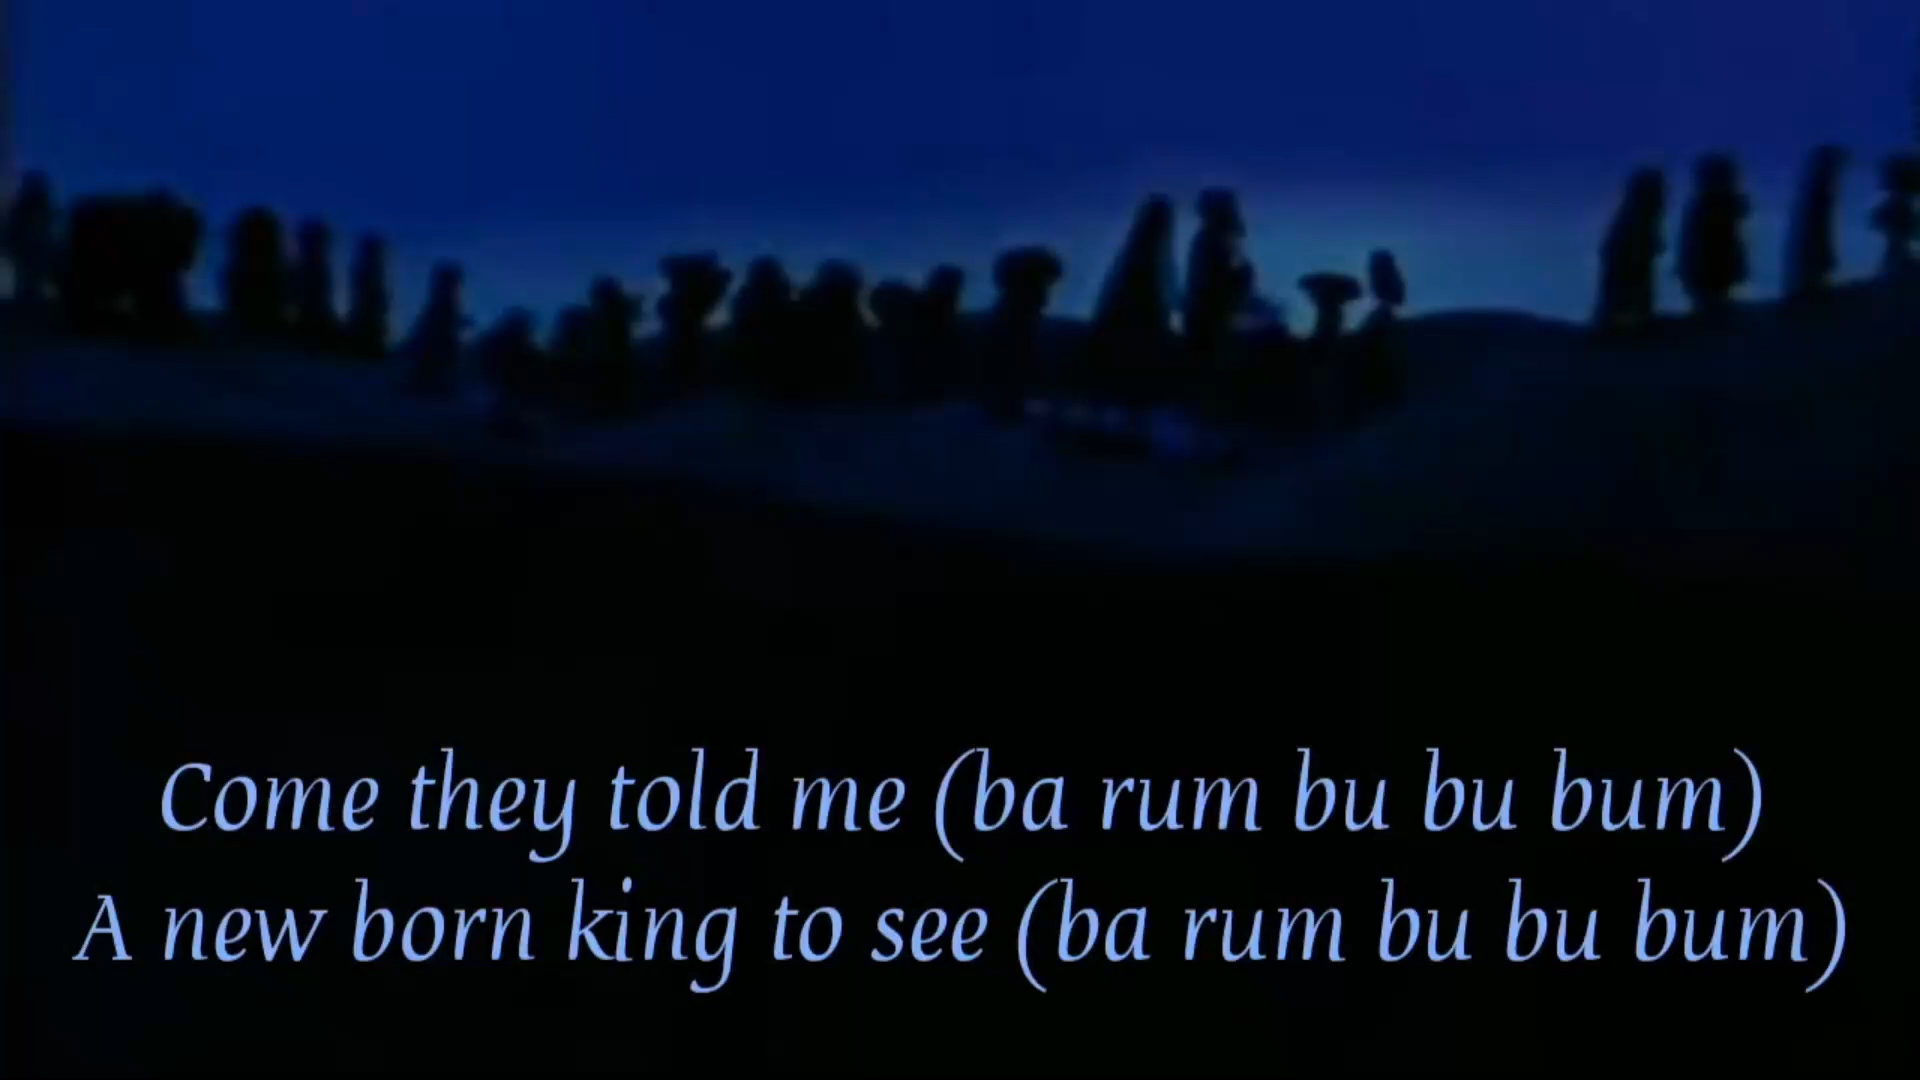 Come they told me (ba rum bu bu bum)
A new born king to see (ba rum bu bu bum)